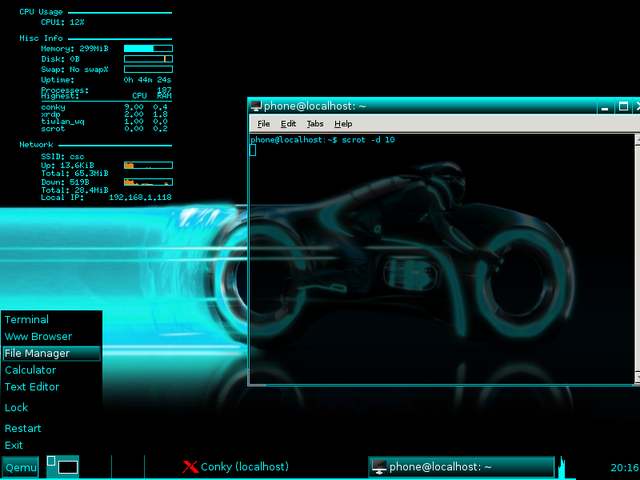 CPU Usage
CPU1: 12%
Misc Info
Memory: 299MiB
Disk: 0B
Swap: No swap%
Uptime: 0h 44m 24s
Processes: 187
Highest: CPU RAM
conky 9.00 0.4
xrdp 2.00 1.8
tiwlan_wq 1.00 0.0
scrot 0.00 0.2
Network
SSID: csc
Up: 13.6KiB
Total: 65.3MiB
Down: 519B
Total: 28.4MiB
Local IP: 192.168.1.118
phone@localhost: ~
File Edit Tabs Help
phone@localhost:~$ scrot -d 10
Terminal
Www Browser
File Manager
Calculator
Text Editor
Lock
Restart
Exit
Qemu
Conky (localhost)
phone@localhost: ~
20:16